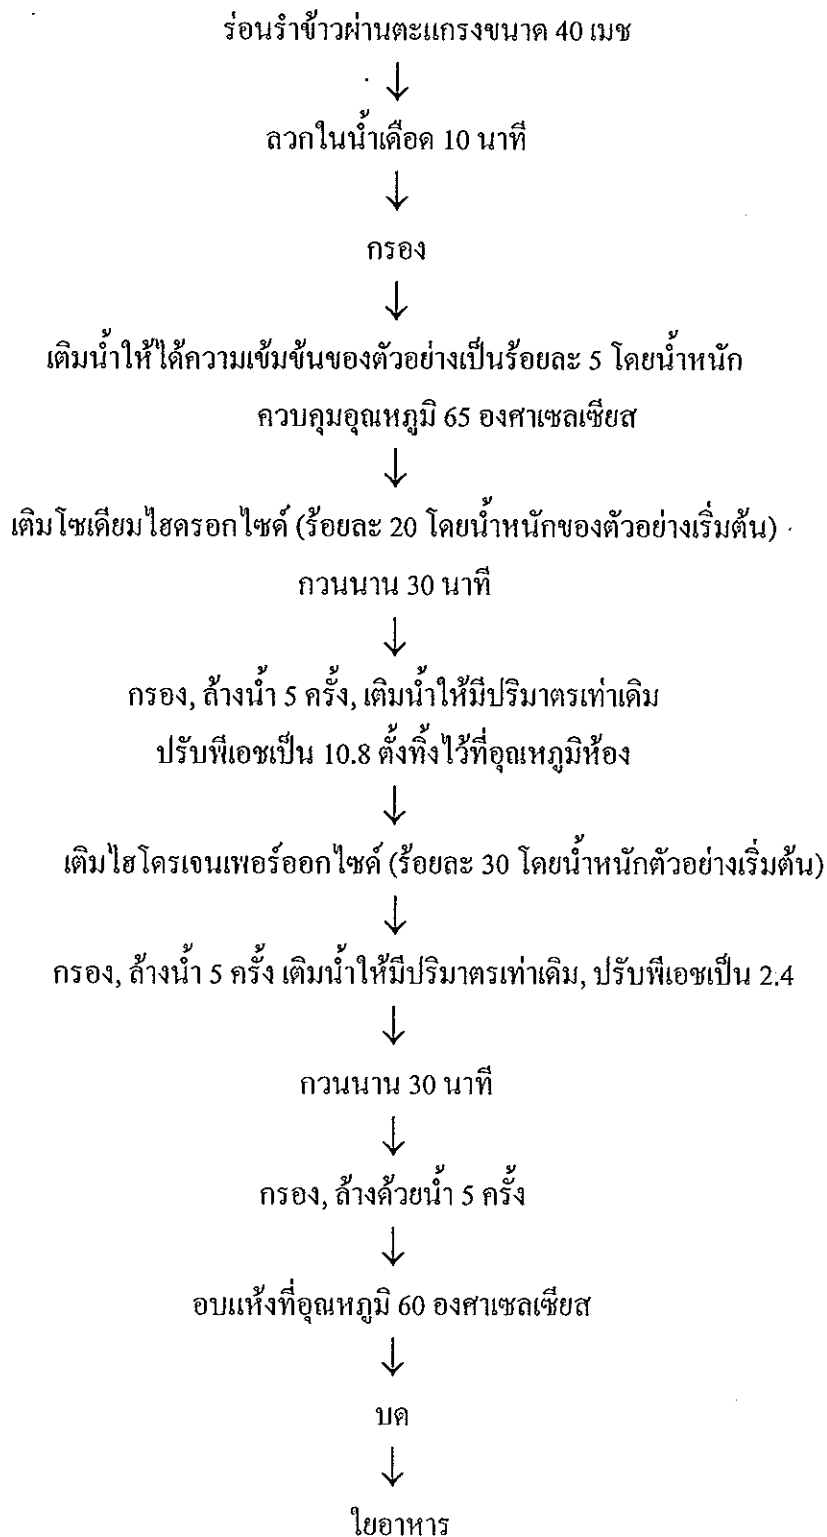 ร่อนรำข้าวผ่านตะแกรงขนาด 40 เมช
↓
ลวกในน้ำเดือด 10 นาที
↓
กรอง
↓
เติมน้ำให้ได้ความเข้มข้นของตัวอย่างเป็นร้อยละ 5 โดยน้ำหนัก
ควบคุมอุณหภูมิ 65 องศาเซลเซียส
↓
เติมโซเดียมไฮดรอกไซด์ (ร้อยละ 20 โดยน้ำหนักของตัวอย่างเริ่มต้น)
กวนนาน 30 นาที
↓
กรอง, ล้างน้ำ 5 ครั้ง, เติมน้ำให้มีปริมาตรเท่าเดิม
ปรับพีเอชเป็น 10.8 ตั้งทิ้งไว้ที่อุณหภูมิห้อง
↓
เติมไฮโดรเจนเพอร์ออกไซด์ (ร้อยละ 30 โดยน้ำหนักตัวอย่างเริ่มต้น)
↓
กรอง, ล้างน้ำ 5 ครั้ง เติมน้ำให้มีปริมาตรเท่าเดิม, ปรับพีเอชเป็น 2.4
↓
กวนนาน 30 นาที
↓
กรอง, ล้างด้วยน้ำ 5 ครั้ง
↓
อบแห้งที่อุณหภูมิ 60 องศาเซลเซียส
↓
บด
↓
ใยอาหาร